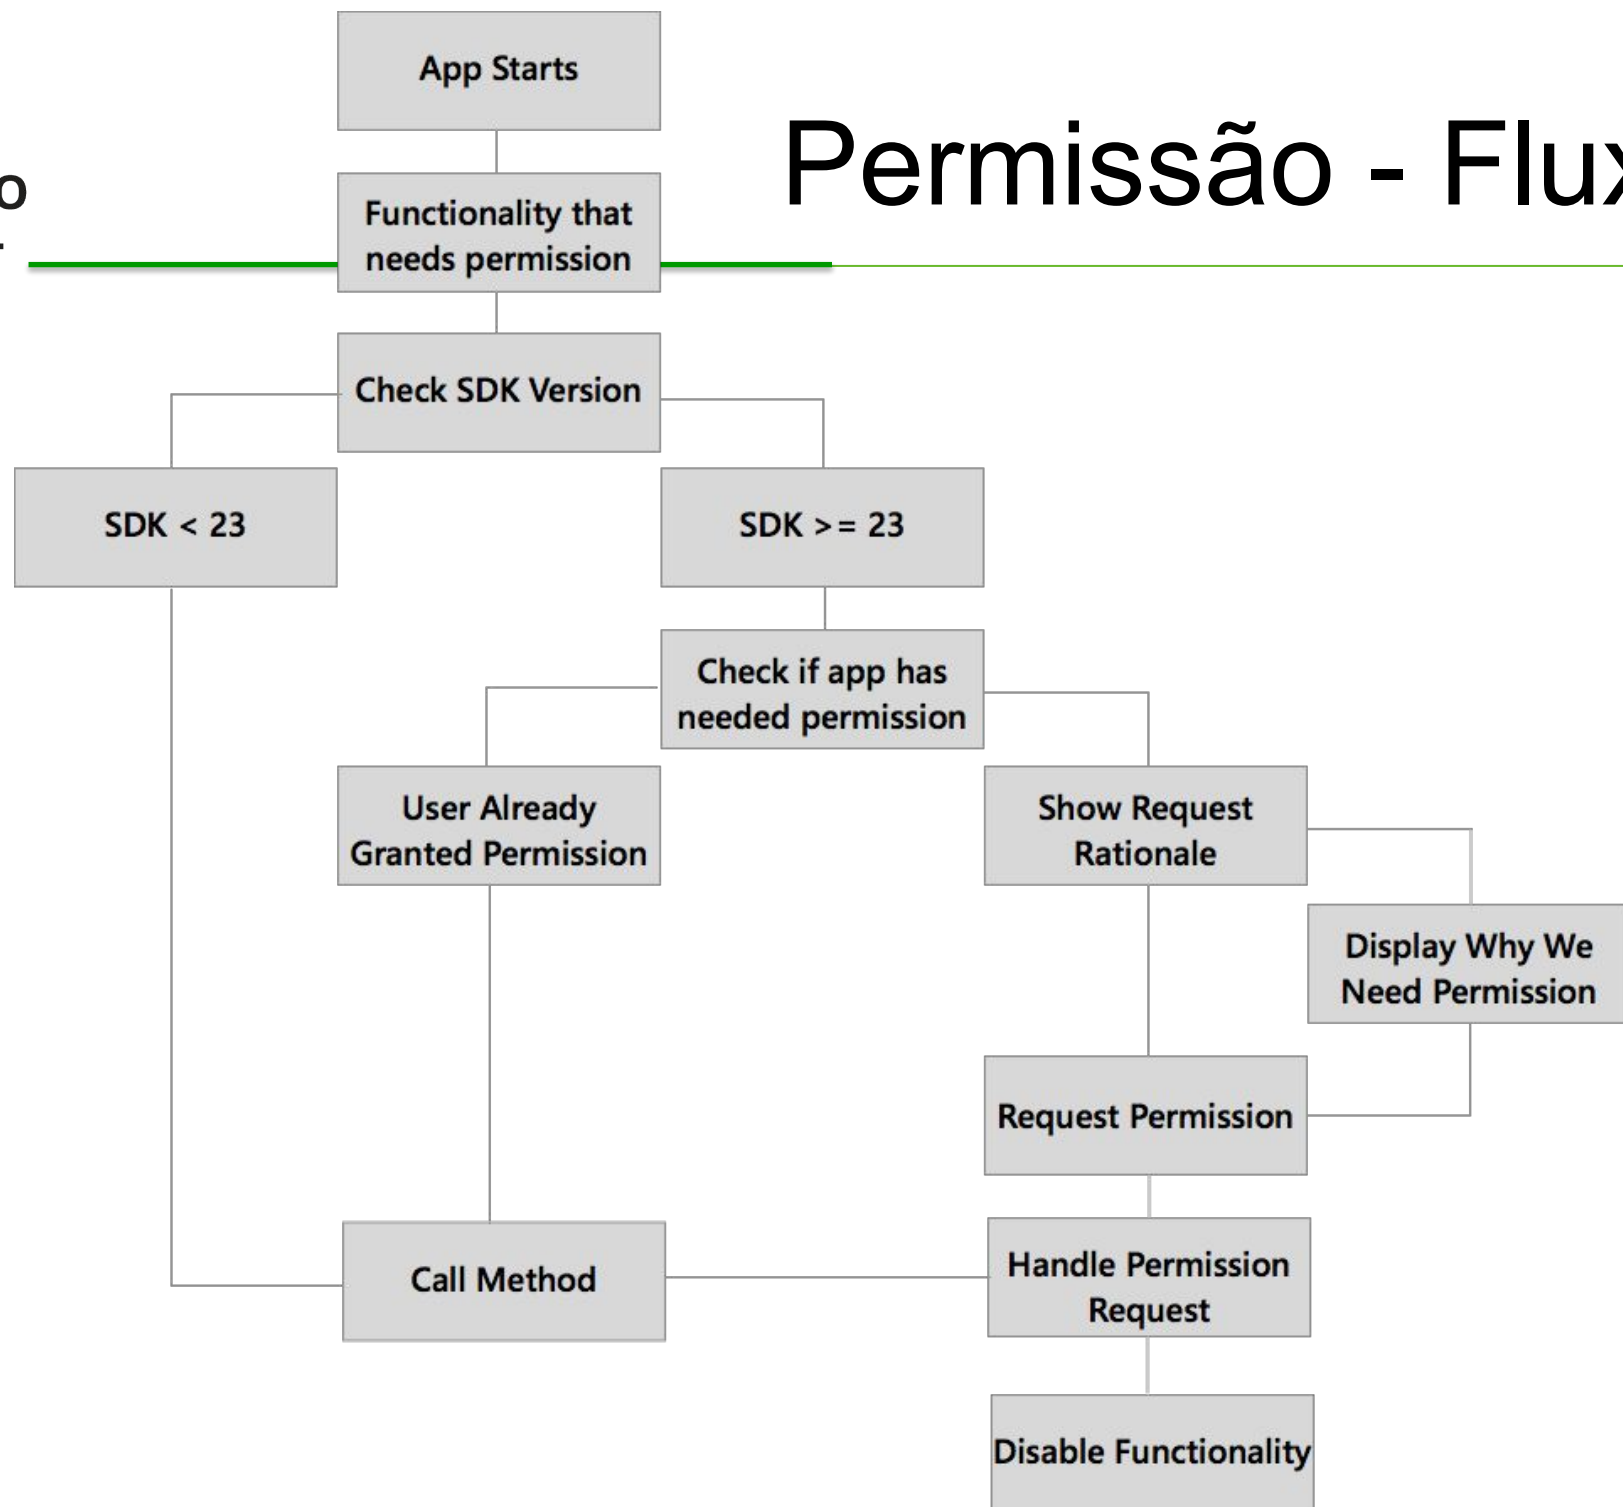 App Starts
Permissão - Flux
o
Functionality that
needs permission
Check SDK Version
SDK < 23
SDK >= 23
Check if app has
needed permission
User Already
Granted Permission
Show Request
Rationale
Display Why We
Need Permission
Request Permission
Call Method
Handle Permission
Request
Disable Functionality